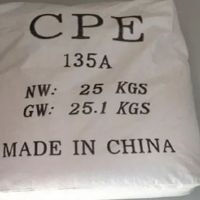 CPE
135A
NW: 25 KGS
GW: 25.1 KGS
MADE IN CHINA